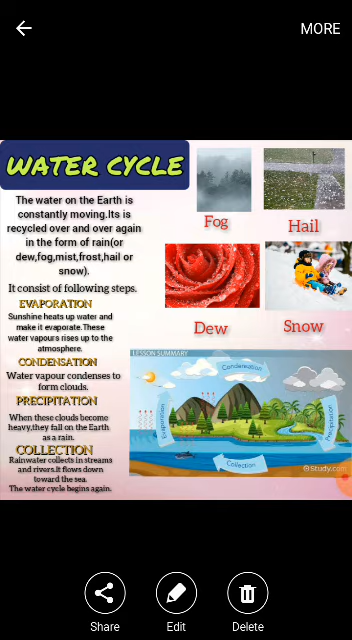 MORE
WATER CYCLE
The water on the Earth is
constantly moving.Its is
recycled over and over again
in the form of rain(or
dew,fog,mist,frost,hail or
snow).
It consist of following steps.
EVAPORATION
Sunshine heats up water and
make it evaporate.These
water vapours rises up to the
atmosphere.
CONDENSATION
Water vapour condenses to
form clouds.
PRECIPITATION
When these clouds become
heavy,they fall on the Earth
as a rain.
COLLECTION
Rainwater collects in streams
and rivers.It flows down
toward the sea.
The water cycle begins again.
Fog
Hail
Dew
Snow
LESSON SUMMARY
Condensation
Evaporation
Precipitation
Collection
Study.com
Share
Edit
Delete